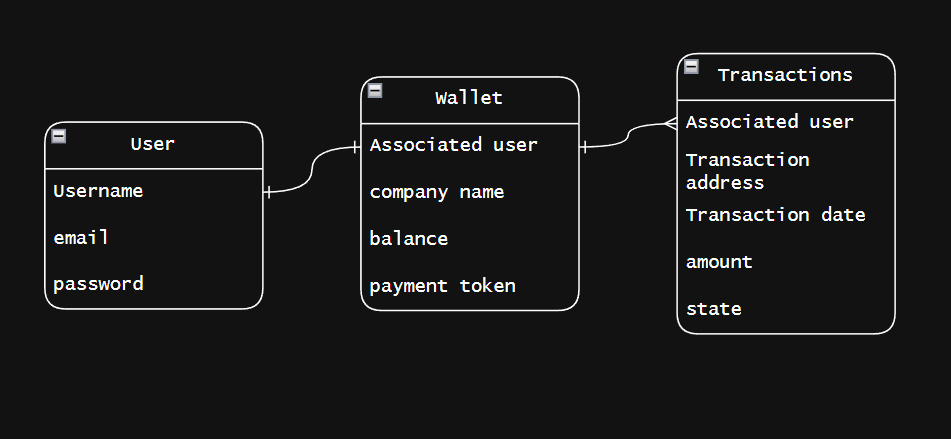 User
Username
email
password
Wallet
Associated user
company name
balance
payment token
Transactions
Associated user
Transaction
address
Transaction date
amount
state